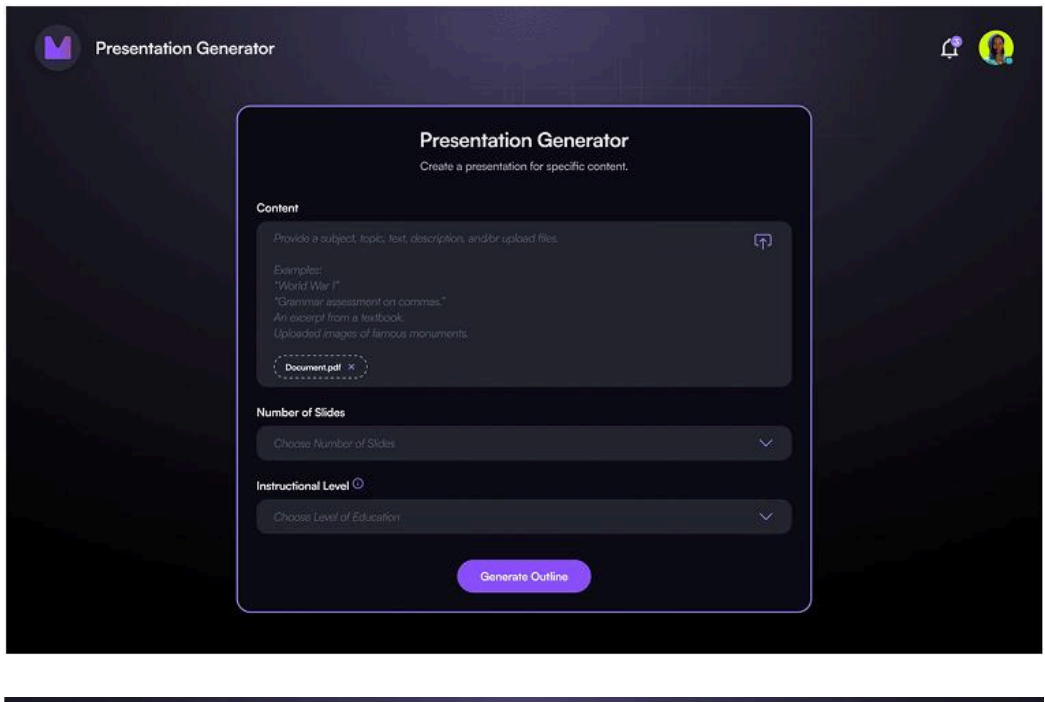 Presentation Generator
3
Presentation Generator
Create a presentation for specific content.
Content
Provide a subject, topic, text, description, and/or upload files.
Examples:
"World War I"
"Grammar assessment on commas."
An excerpt from a textbook.
Uploaded images of famous monuments.
Document.pdf ×
Number of Slides
Choose Number of Slides
Instructional Level
Choose Level of Education
Generate Outline